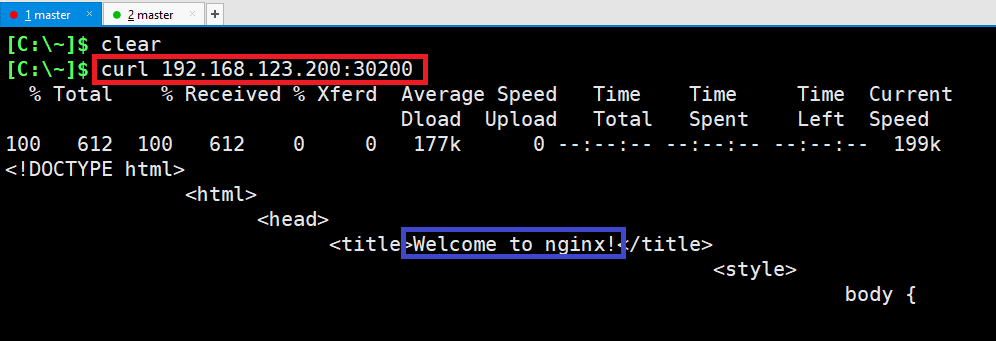 1 master × 2 master × +
[C:\~]$ clear
[C:\~]$ curl 192.168.123.200:30200
% Total % Received % Xferd Average Speed Time Time Time Current
Dload Upload Total Spent Left Speed
100 612 100 612 0 0 177k 0 --:--:-- --:--:-- --:--:-- 199k
<!DOCTYPE html>
<html>
<head>
<title>Welcome to nginx!</title>
<style>
body {